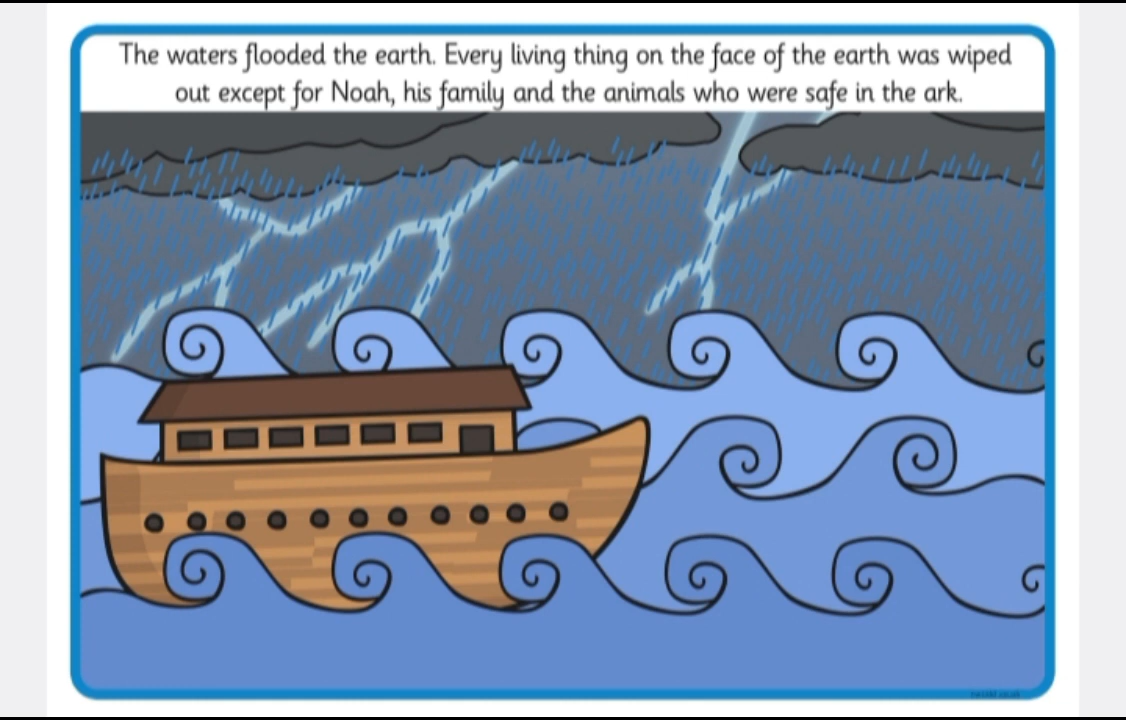 The waters flooded the earth. Every living thing on the face of the earth was wiped
out except for Noah, his family and the animals who were safe in the ark.